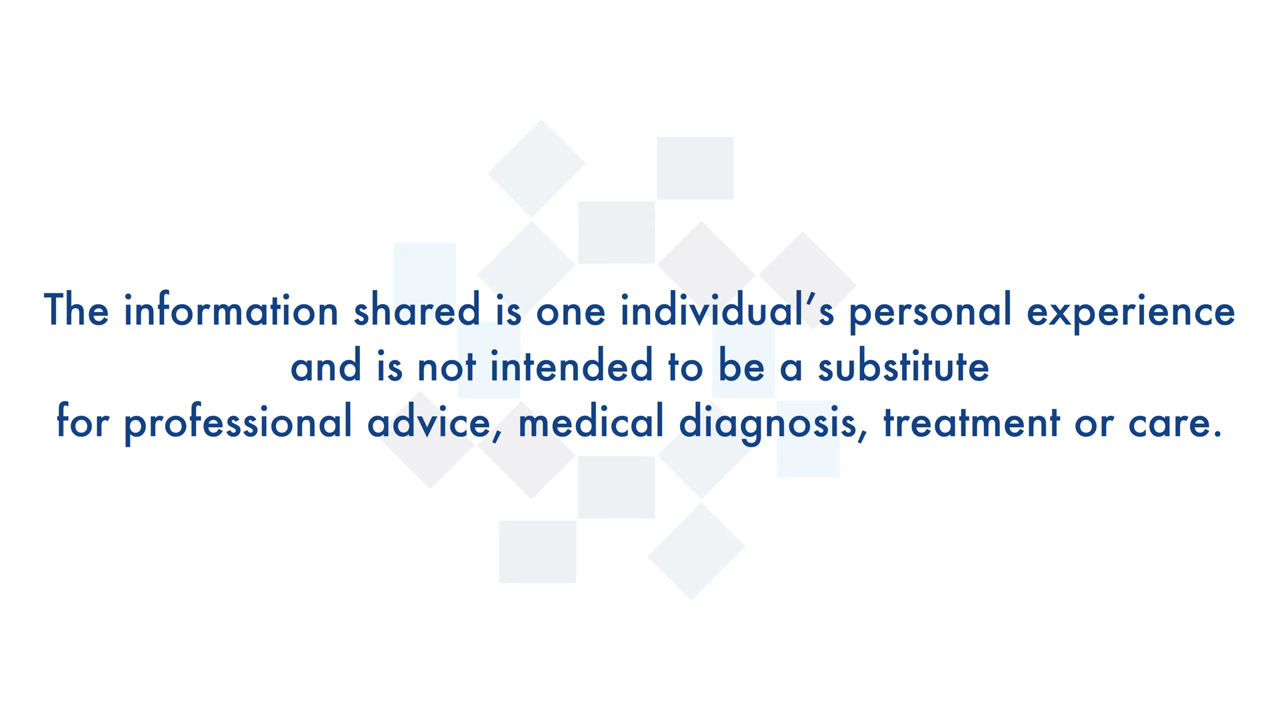 The information shared is one individual’s personal experience
and is not intended to be a substitute
for professional advice, medical diagnosis, treatment or care.